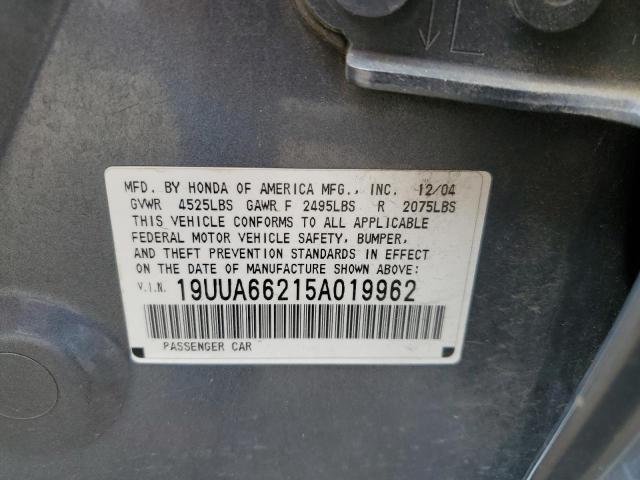 L
MFD. BY HONDA OF AMERICA MFG., INC. 12/04
GVWR 4525LBS GAWR F 2495LBS R 2075LBS
THIS VEHICLE CONFORMS TO ALL APPLICABLE
FEDERAL MOTOR VEHICLE SAFETY, BUMPER,
AND THEFT PREVENTION STANDARDS IN EFFECT
ON THE DATE OF MANUFACTURE SHOWN ABOVE:
V.I.N. 19UUA66215A019962
PASSENGER CAR